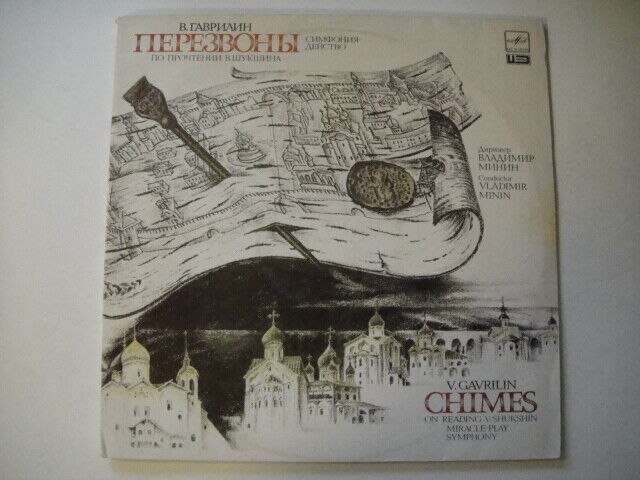 В. ГАВРИЛИН
ПЕРЕЗВОНЫ
СИМФОНИЯ-
ДЕЙСТВО
ПО ПРОЧТЕНИИ В. ШУКШИНА
Дирижер
ВЛАДИМИР
МИНИН
Conductor
VLADIMIR
MININ
V. GAVRILIN
CHIMES
ON READING V. SHUKSHIN
MIRACLE-PLAY
SYMPHONY